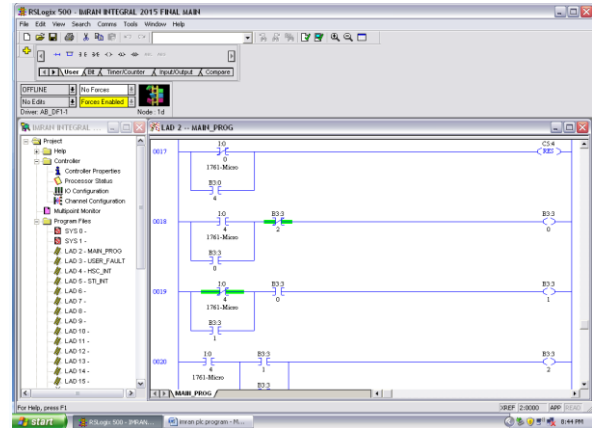 RSLogix 500 - IMRAN INTEGRAL 2015 FINAL MAIN
File Edit View Search Comms Tools Window Help
User Bit Timer/Counter Input/Output Compare
OFFLINE No Forces
No Edits Forces Enabled
Driver: AB_DF1-1 Node : 1d
IMRAN INTEGRAL ...
Project
Help
Controller
Controller Properties
Processor Status
IO Configuration
Channel Configuration
Multipoint Monitor
Program Files
SYS 0 -
SYS 1 -
LAD 2 - MAIN_PROG
LAD 3 - USER_FAULT
LAD 4 - HSC_INT
LAD 5 - STI_INT
LAD 6 -
LAD 7 -
LAD 8 -
LAD 9 -
LAD 10 -
LAD 11 -
LAD 12 -
LAD 13 -
LAD 14 -
LAD 15 -
LAD 2 -- MAIN_PROG
I:0 C5:4
0017 RES
0
1761-Micro
B3:0
4
I:0 B3:3 B3:3
0018
4 2 0
1761-Micro
B3:3
0
I:0 B3:3 B3:3
0019
4 0 1
1761-Micro
B3:3
1
I:0 B3:3 B3:3
0020
4 1 2
1761-Micro
B3:3
MAIN_PROG
For Help, press F1 XREF 2:0000 APP READ
start RSLogix 500 - IMRAN... imran plc program - M... 8:44 PM